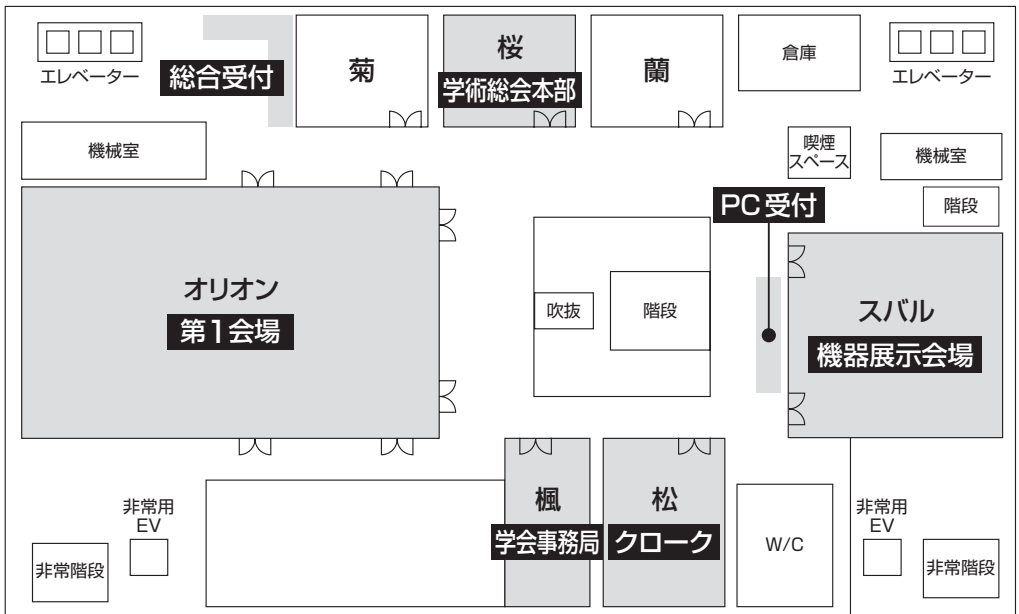 エレベーター
総合受付
菊
桜
学術総会本部
蘭
倉庫
エレベーター
機械室
喫煙
スペース
機械室
階段
PC受付
オリオン
第1会場
吹抜
階段
スバル
機器展示会場
非常用
EV
非常階段
楓
学会事務局
松
クローク
W/C
非常用
EV
非常階段